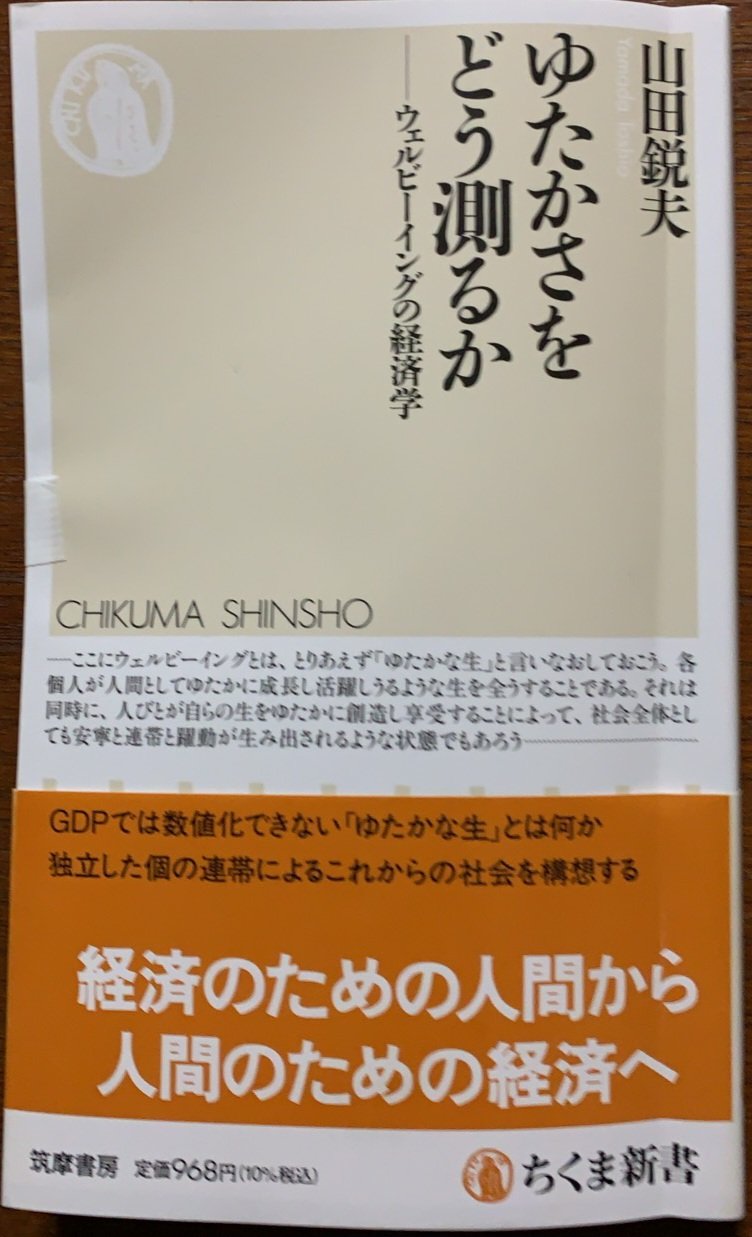 山田鋭夫
Yamada Toshio
ゆたかさを
どう測るか
──ウェルビーイングの経済学
CHIKUMA
CHIKUMA SHINSHO
──ここにウェルビーイングとは、とりあえず「ゆたかな生」と言いなおしておこう。各
個人が人間としてゆたかに成長し活躍しうるような生を全うすることである。それは
同時に、人びとが自らの生をゆたかに創造し享受することによって、社会全体とし
ても安寧と連帯と躍動が生み出されるような状態でもあろう──
GDPでは数値化できない「ゆたかな生」とは何か
独立した個の連帯によるこれからの社会を構想する
経済のための人間から
人間のための経済へ
筑摩書房 定価968円(10%税込)
ちくま新書